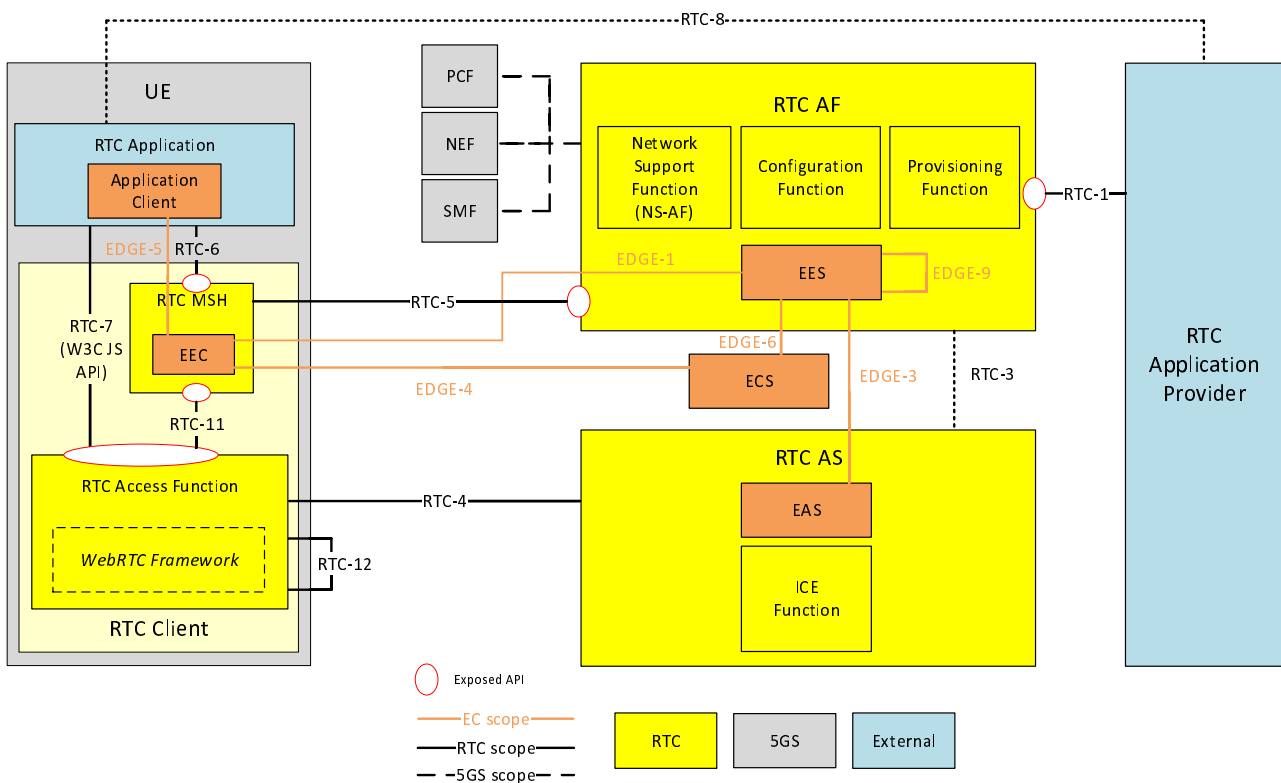 RTC-8
UE
RTC Application
Application
Client
EDGE-5
RTC-6
RTC MSH
EEC
RTC-7
(W3C JS
API)
RTC-11
RTC Access Function
WebRTC Framework
RTC-12
RTC Client
PCF
NEF
SMF
RTC AF
Network
Support
Function
(NS-AF)
Configuration
Function
Provisioning
Function
RTC-1
EDGE-1
EES
EDGE-9
RTC-5
EDGE-6
ECS
EDGE-4
EDGE-3
RTC-3
RTC AS
RTC-4
EAS
ICE
Function
RTC
Application
Provider
Exposed API
EC scope
RTC scope
5GS scope
RTC
5GS
External